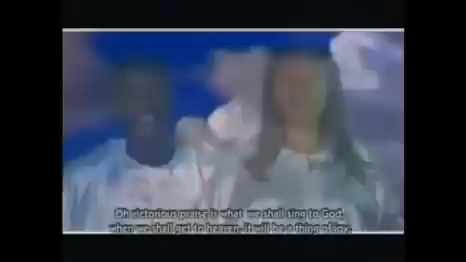 Oh victorious praise is what we shall sing to God,
when we shall get to heaven, it will be a thing of joy,